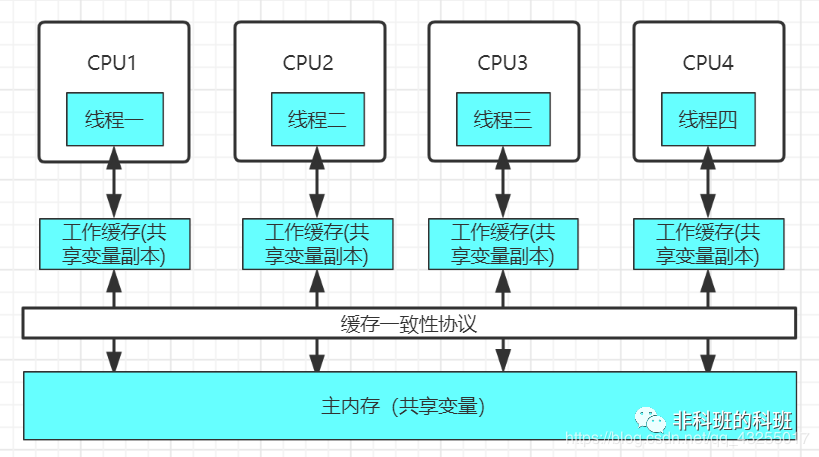 CPU1
CPU2
CPU3
CPU4
线程一
线程二
线程三
线程四
工作缓存(共
享变量副本)
工作缓存(共
享变量副本)
工作缓存(共
享变量副本)
工作缓存(共
享变量副本)
缓存一致性协议
主内存（共享变量）
非科班的科班